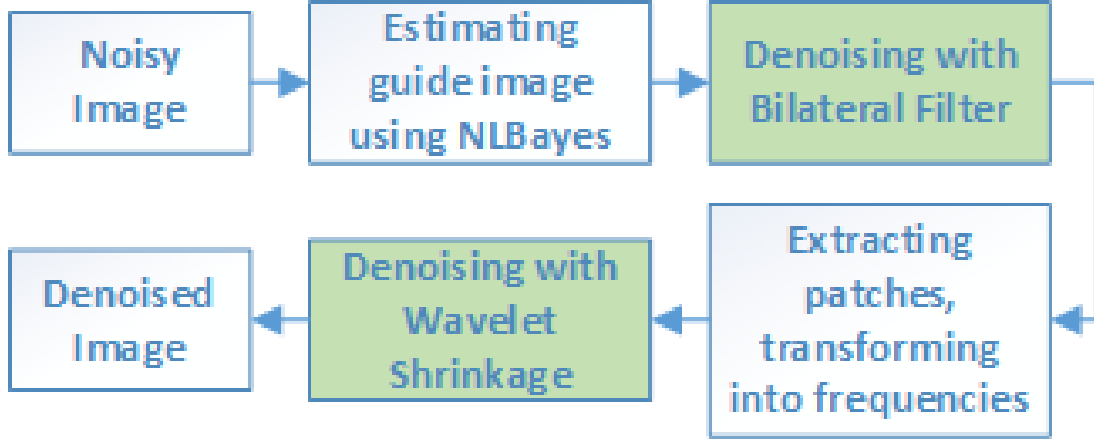 Noisy
Image
Estimating
guide image
using NLBayes
Denoising with
Bilateral Filter
Extracting
patches,
transforming
into frequencies
Denoising with
Wavelet
Shrinkage
Denoised
Image